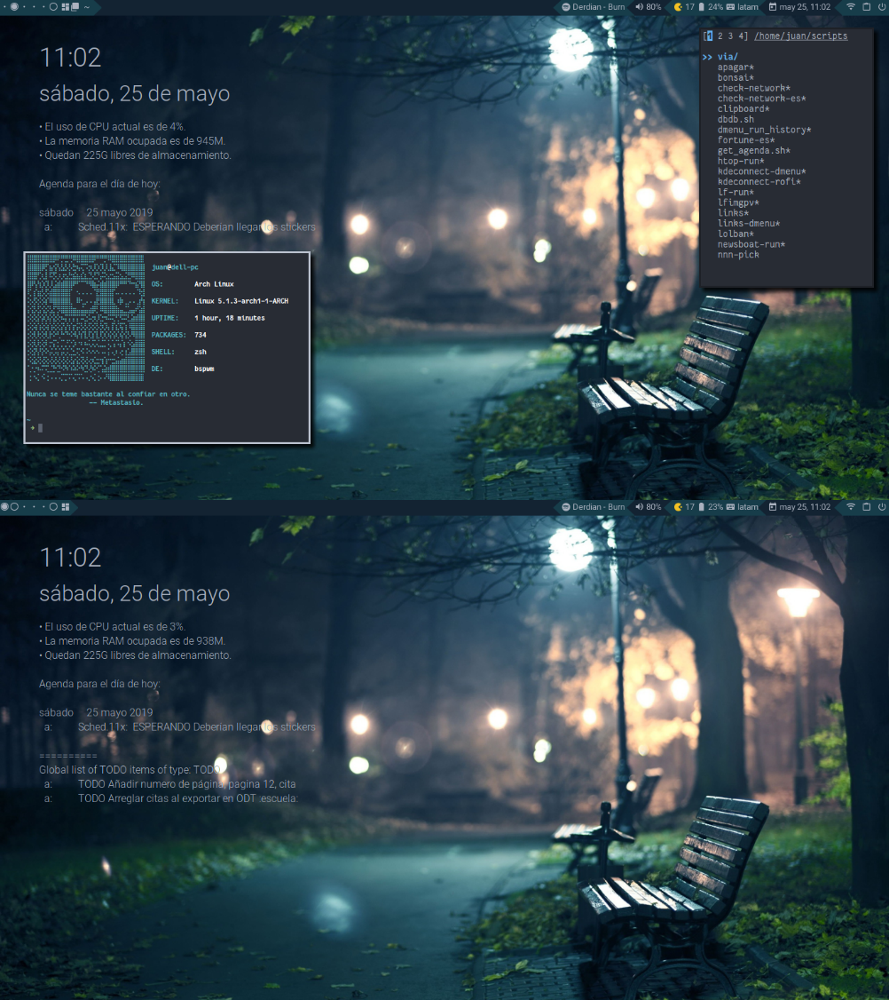 ~ Derdian - Burn 80% 17 24% latam may 25, 11:02
11:02
sábado, 25 de mayo
• El uso de CPU actual es de 4%.
• La memoria RAM ocupada es de 945M.
• Quedan 225G libres de almacenamiento.
Agenda para el día de hoy:
sábado 25 mayo 2019
a: Sched.11x: ESPERANDO Deberian llegar los stickers
[1 2 3 4] /home/juan/scripts
>> via/
apagar*
bonsai*
check-network*
check-network-es*
clipboard*
dbdb.sh
dmenu_run_history*
fortune-es*
get_agenda.sh*
htop-run*
kdeconnect-dmenu*
kdeconnect-rofi*
lf-run*
lfimgpv*
links*
links-dmenu*
lolban*
newsboat-run*
nnn-pick
juan@dell-pc
OS: Arch Linux
KERNEL: Linux 5.1.3-arch1-1-ARCH
UPTIME: 1 hour, 18 minutes
PACKAGES: 734
SHELL: zsh
DE: bspwm
Nunca se teme bastante al confiar en otro.
-- Metastasio.
~
Derdian - Burn 80% 17 23% latam may 25, 11:02
11:02
sábado, 25 de mayo
• El uso de CPU actual es de 3%.
• La memoria RAM ocupada es de 938M.
• Quedan 225G libres de almacenamiento.
Agenda para el día de hoy:
sábado 25 mayo 2019
a: Sched.11x: ESPERANDO Deberian llegar los stickers
==========
Global list of TODO items of type: TODO
a: TODO Añadir numero de página, pagina 12, cita
a: TODO Arreglar citas al exportar en ODT :escuela: